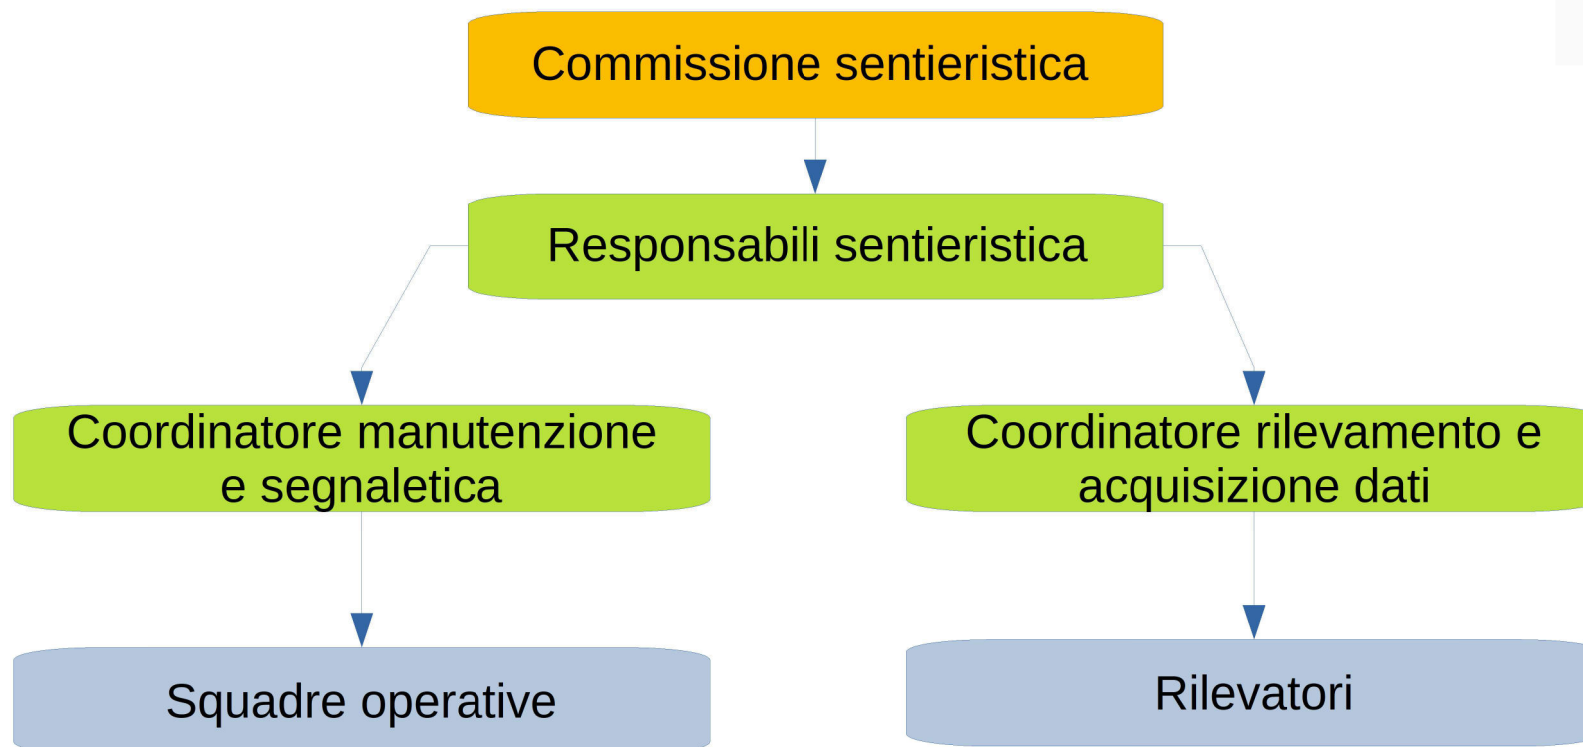 Commissione sentieristica
Responsabili sentieristica
Coordinatore manutenzione
e segnaletica
Coordinatore rilevamento e
acquisizione dati
Squadre operative
Rilevatori